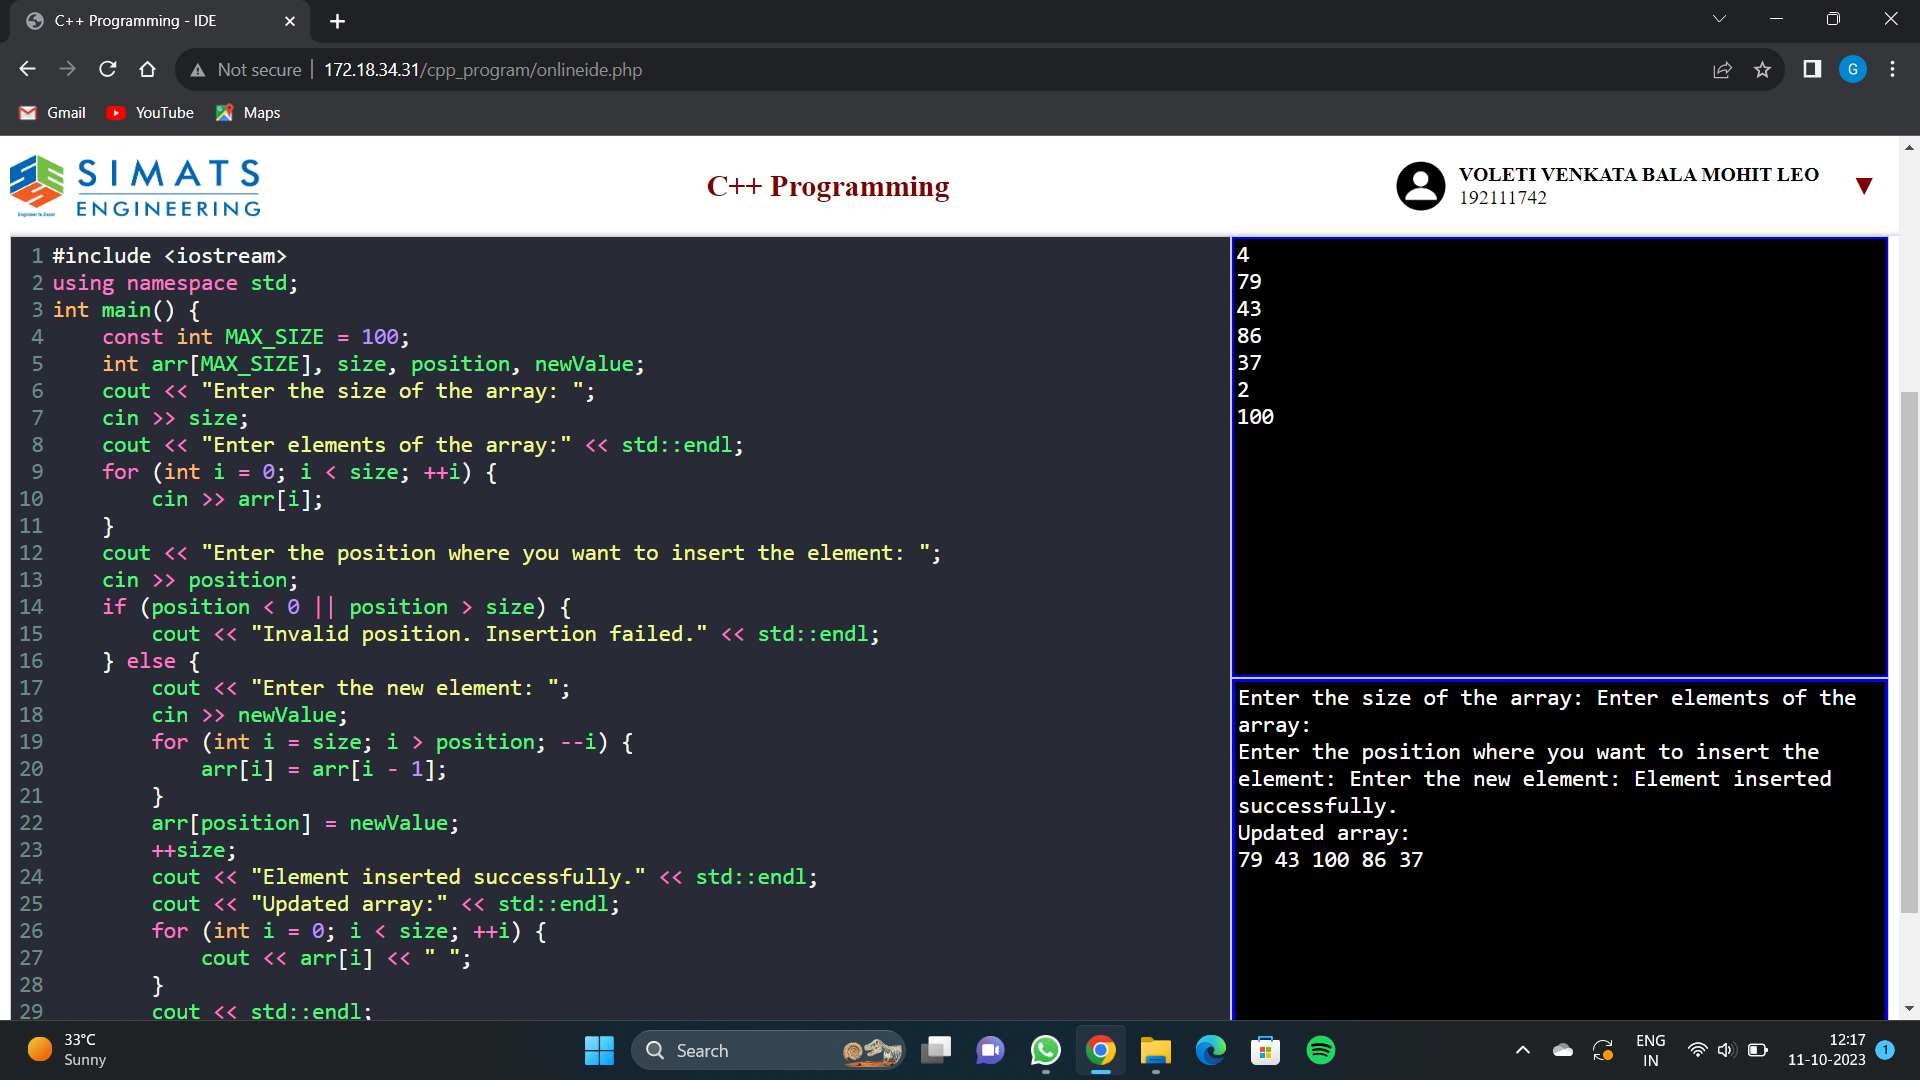 C++ Programming - IDE
Not secure
172.18.34.31/cpp_program/onlineide.php
G
Gmail
YouTube
Maps
SIMATS
ENGINEERING
Engineer to Excel
C++ Programming
VOLETI VENKATA BALA MOHIT LEO
192111742
1 #include <iostream>
2 using namespace std;
3 int main() {
4     const int MAX_SIZE = 100;
5     int arr[MAX_SIZE], size, position, newValue;
6     cout << "Enter the size of the array: ";
7     cin >> size;
8     cout << "Enter elements of the array:" << std::endl;
9     for (int i = 0; i < size; ++i) {
10         cin >> arr[i];
11     }
12     cout << "Enter the position where you want to insert the element: ";
13     cin >> position;
14     if (position < 0 || position > size) {
15         cout << "Invalid position. Insertion failed." << std::endl;
16     } else {
17         cout << "Enter the new element: ";
18         cin >> newValue;
19         for (int i = size; i > position; --i) {
20             arr[i] = arr[i - 1];
21         }
22         arr[position] = newValue;
23         ++size;
24         cout << "Element inserted successfully." << std::endl;
25         cout << "Updated array:" << std::endl;
26         for (int i = 0; i < size; ++i) {
27             cout << arr[i] << " ";
28         }
29         cout << std::endl;
4
79
43
86
37
2
100
Enter the size of the array: Enter elements of the
array:
Enter the position where you want to insert the
element: Enter the new element: Element inserted
successfully.
Updated array:
79 43 100 86 37
33°C
Sunny
Search
ENG
IN
12:17
11-10-2023
1